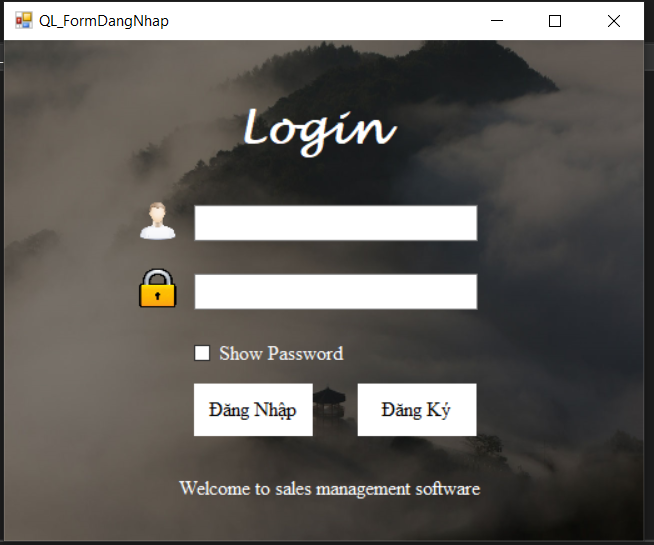 QL_FormDangNhap
Login
Show Password
Đăng Nhập
Đăng Ký
Welcome to sales management software